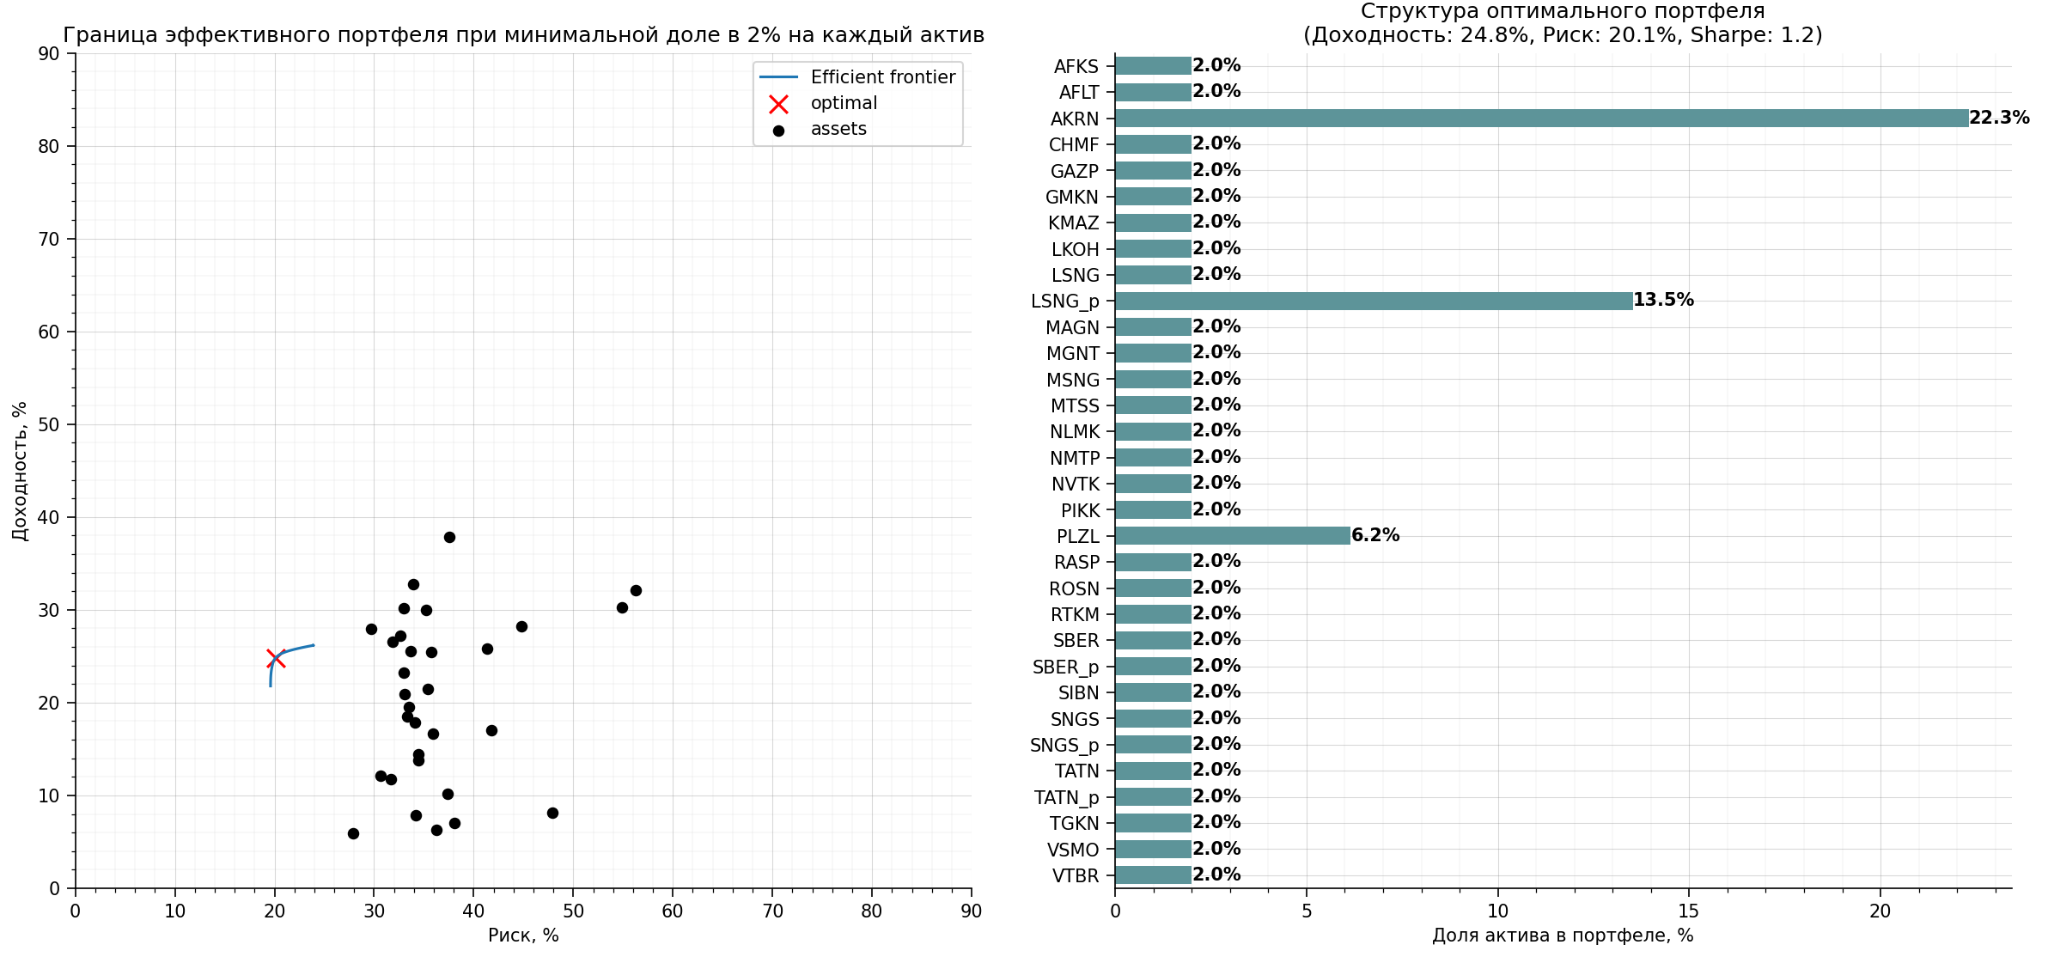 Граница эффективного портфеля при минимальной доле в 2% на каждый актив
90
80
70
60
50
40
30
20
10
0
Доходность, %
Efficient frontier
optimal
assets
0 10 20 30 40 50 60 70 80 90
Риск, %
Структура оптимального портфеля
(Доходность: 24.8%, Риск: 20.1%, Sharpe: 1.2)
AFKS 2.0%
AFLT 2.0%
AKRN 22.3%
CHMF 2.0%
GAZP 2.0%
GMKN 2.0%
KMAZ 2.0%
LKOH 2.0%
LSNG 2.0%
LSNG_p 13.5%
MAGN 2.0%
MGNT 2.0%
MSNG 2.0%
MTSS 2.0%
NLMK 2.0%
NMTP 2.0%
NVTK 2.0%
PIKK 2.0%
PLZL 6.2%
RASP 2.0%
ROSN 2.0%
RTKM 2.0%
SBER 2.0%
SBER_p 2.0%
SIBN 2.0%
SNGS 2.0%
SNGS_p 2.0%
TATN 2.0%
TATN_p 2.0%
TGKN 2.0%
VSMO 2.0%
VTBR 2.0%
0 5 10 15 20
Доля актива в портфеле, %